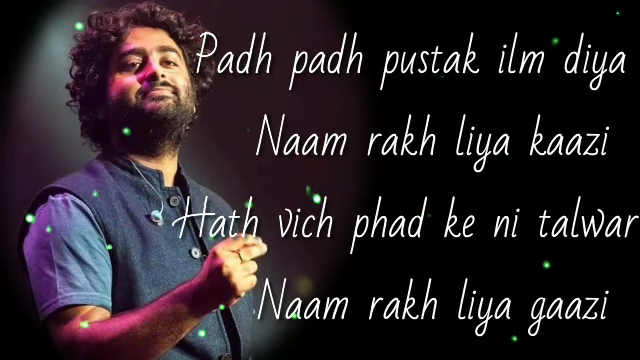 Padh padh pustak ilm diya
Naam rakh liya kaazi
Hath vich phad ke ni talwar
Naam rakh liya gaazi